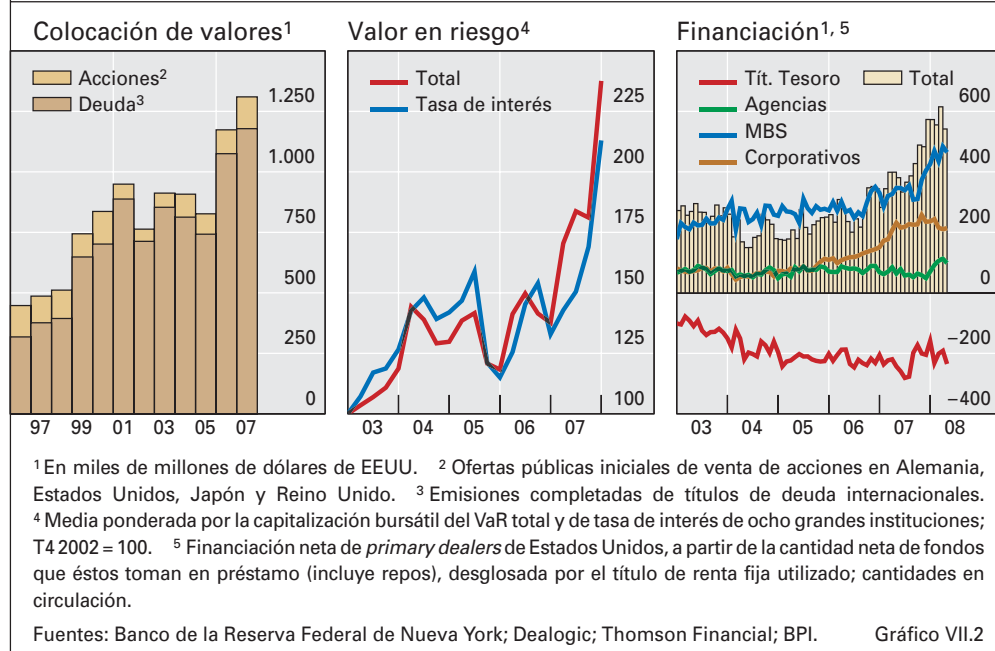 Colocación de valores¹
Acciones²
Deuda³
1.250
1.000
750
500
250
0
97 99 01 03 05 07
Valor en riesgo⁴
Total
Tasa de interés
225
200
175
150
125
100
03 04 05 06 07
Financiación¹˒ ⁵
Tít. Tesoro Total
Agencias
MBS
Corporativos
600
400
200
0
–200
–400
03 04 05 06 07 08
¹ En miles de millones de dólares de EEUU. ² Ofertas públicas iniciales de venta de acciones en Alemania,
Estados Unidos, Japón y Reino Unido. ³ Emisiones completadas de títulos de deuda internacionales.
⁴ Media ponderada por la capitalización bursátil del VaR total y de tasa de interés de ocho grandes instituciones;
T4 2002 = 100. ⁵ Financiación neta de primary dealers de Estados Unidos, a partir de la cantidad neta de fondos
que éstos toman en préstamo (incluye repos), desglosada por el título de renta fija utilizado; cantidades en
circulación.
Fuentes: Banco de la Reserva Federal de Nueva York; Dealogic; Thomson Financial; BPI. Gráfico VII.2